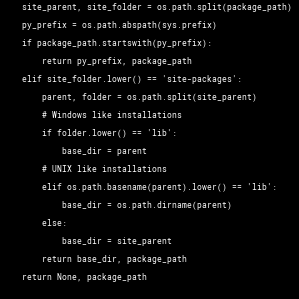 site_parent, site_folder = os.path.split(package_path)
py_prefix = os.path.abspath(sys.prefix)
if package_path.startswith(py_prefix):
    return py_prefix, package_path
elif site_folder.lower() == 'site-packages':
    parent, folder = os.path.split(site_parent)
    # Windows like installations
    if folder.lower() == 'lib':
        base_dir = parent
    # UNIX like installations
    elif os.path.basename(parent).lower() == 'lib':
        base_dir = os.path.dirname(parent)
    else:
        base_dir = site_parent
    return base_dir, package_path
return None, package_path